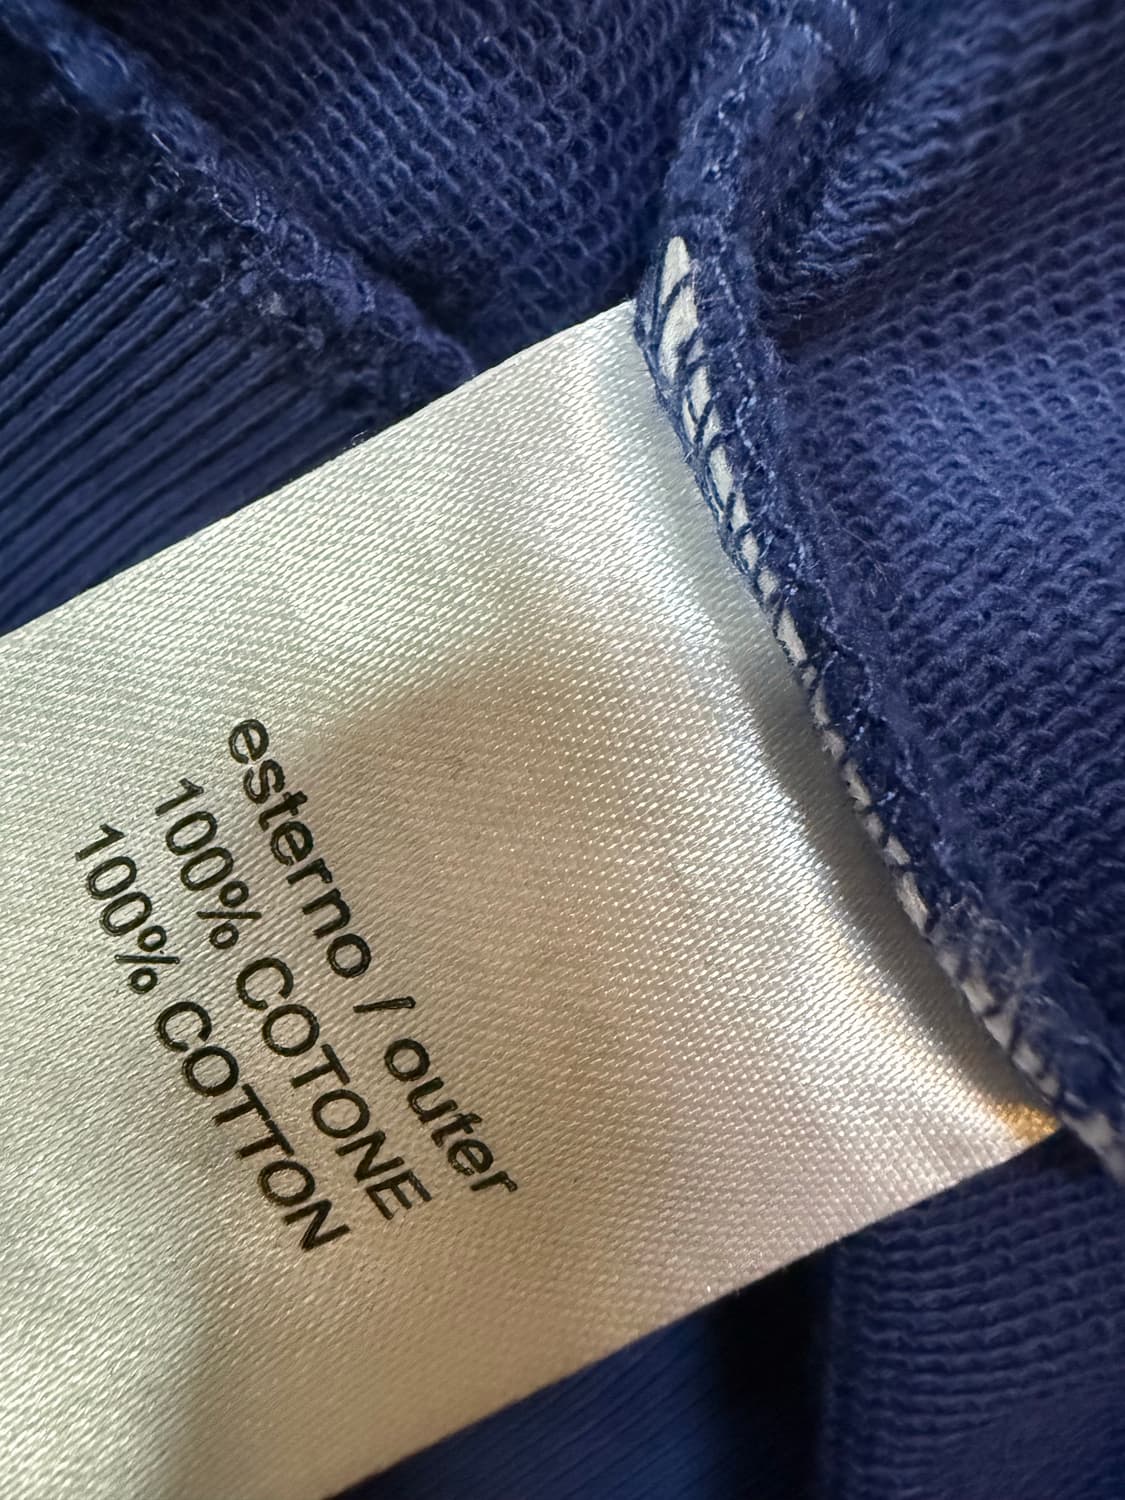 esterno / outer
100% COTONE
100% COTTON